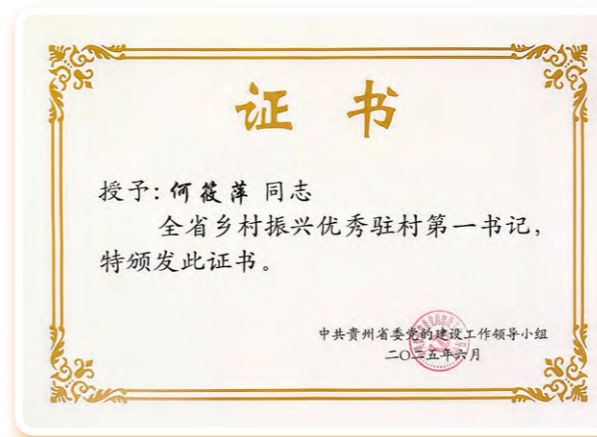 证 书
授予：何筱萍 同志
全省乡村振兴优秀驻村第一书记，
特颁发此证书。
中共贵州省委党的建设工作领导小组
二〇二五年六月